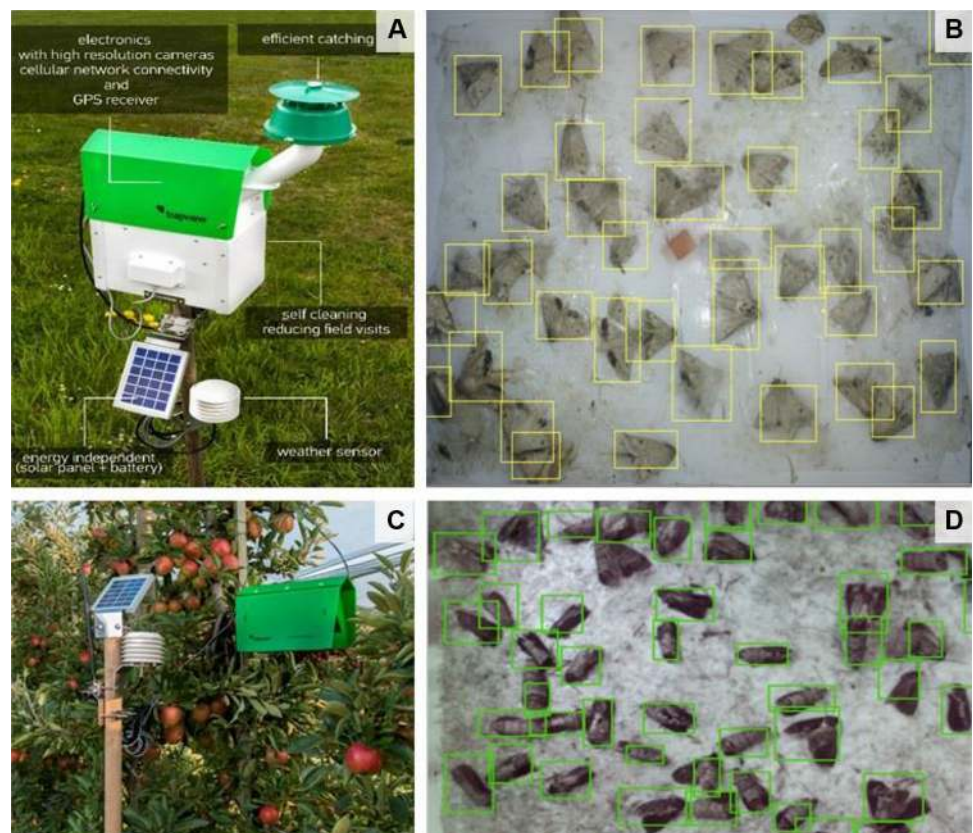 electronics
with high resolution cameras
cellular network connectivity
and
GPS receiver
efficient catching
A
B
trapview
self cleaning
reducing field visits
energy independent
(solar panel + battery)
weather sensor
C
D